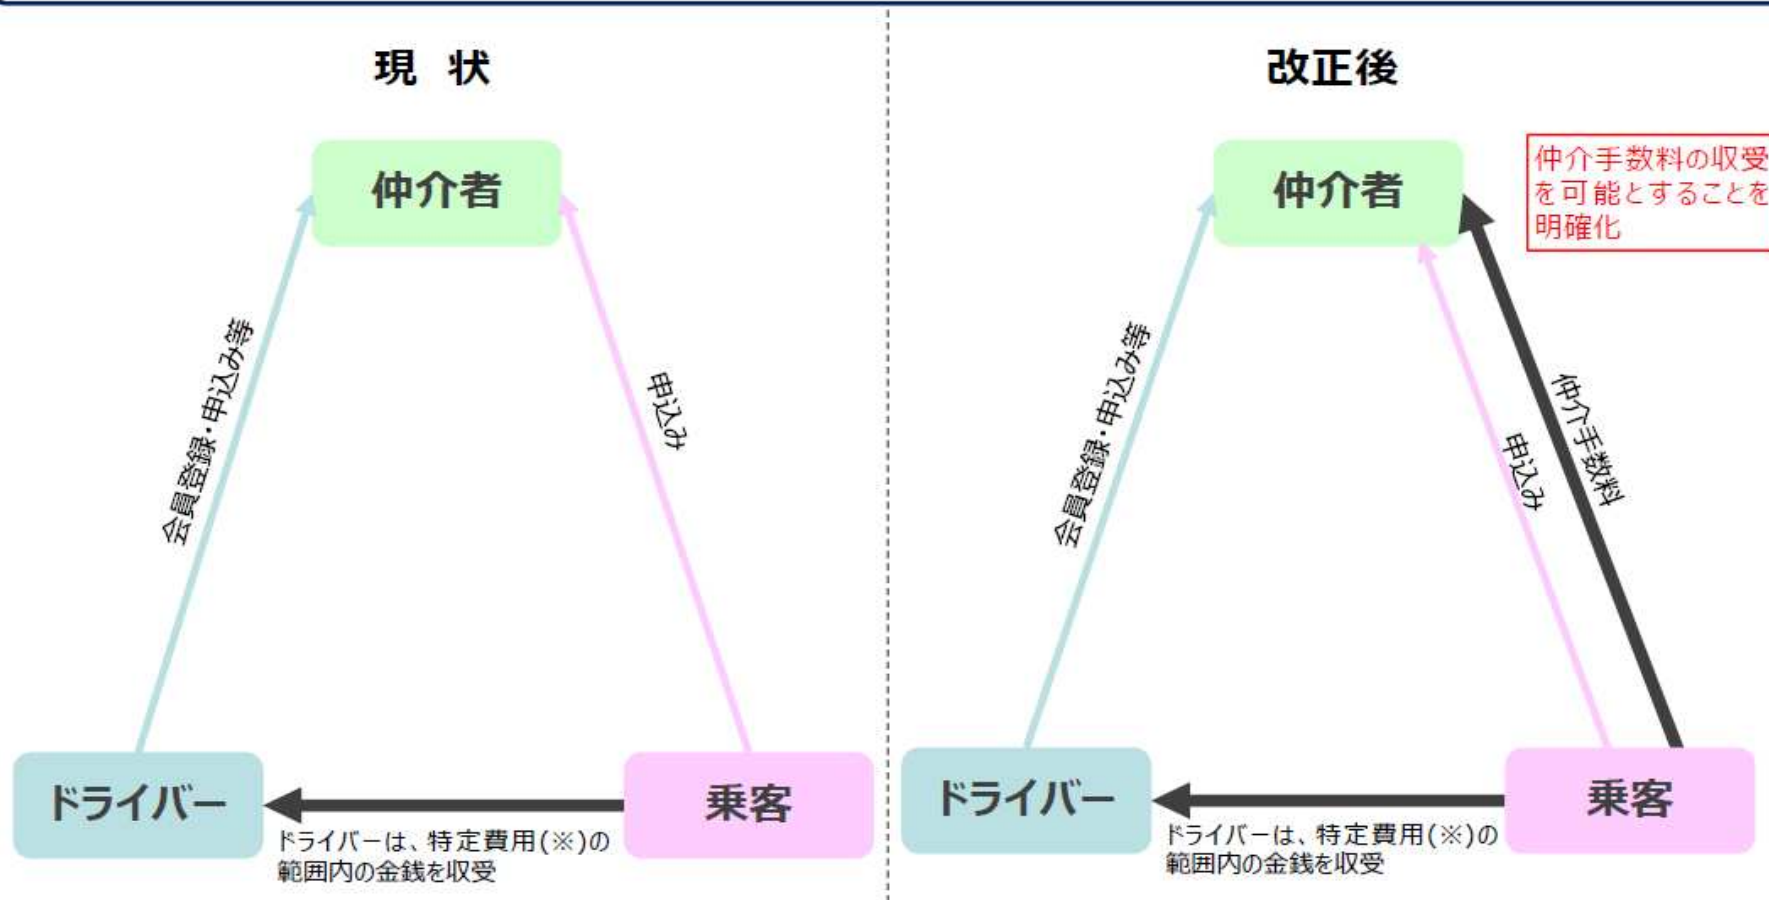 現 状
仲介者
会員登録・申込み等
申込み
ドライバー
乗客
ドライバーは、特定費用(※)の
範囲内の金銭を収受
改正後
仲介者
仲介手数料の収受
を可能とすることを
明確化
会員登録・申込み等
申込み
仲介手数料
ドライバー
乗客
ドライバーは、特定費用(※)の
範囲内の金銭を収受